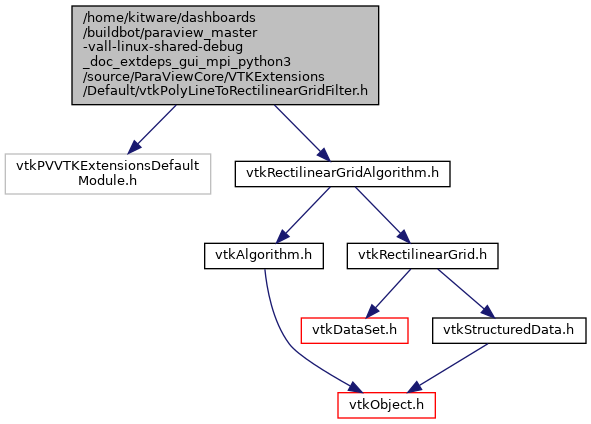 /home/kitware/dashboards
/buildbot/paraview_master
-vall-linux-shared-debug
_doc_extdeps_gui_mpi_python3
/source/ParaViewCore/VTKExtensions
/Default/vtkPolyLineToRectilinearGridFilter.h
vtkPVVTKExtensionsDefault
Module.h
vtkRectilinearGridAlgorithm.h
vtkAlgorithm.h
vtkRectilinearGrid.h
vtkDataSet.h
vtkStructuredData.h
vtkObject.h